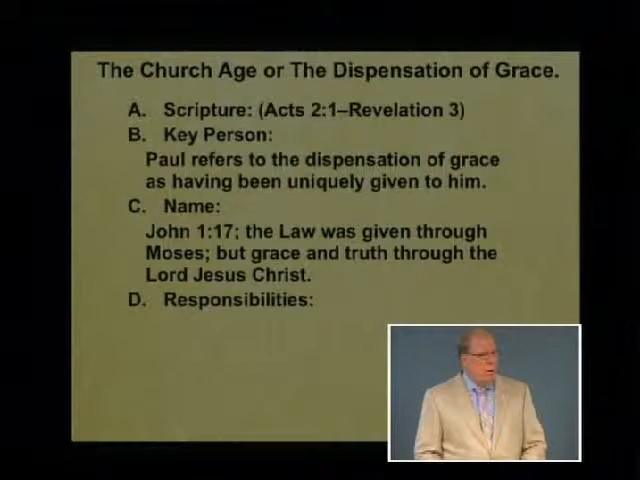 The Church Age or The Dispensation of Grace.
A. Scripture: (Acts 2:1–Revelation 3)
B. Key Person:
Paul refers to the dispensation of grace
as having been uniquely given to him.
C. Name:
John 1:17; the Law was given through
Moses; but grace and truth through the
Lord Jesus Christ.
D. Responsibilities: